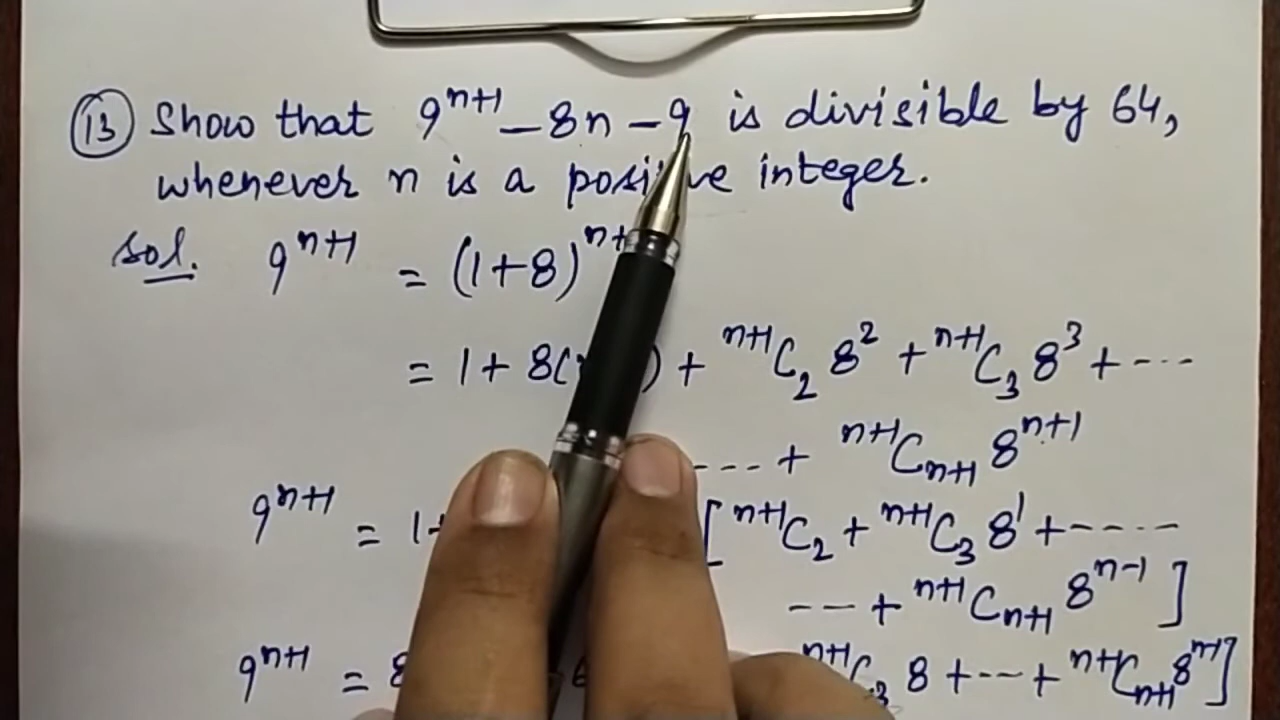 (13) Show that 9^{n+1} - 8n - 9 is divisible by 64,
whenever n is a positive integer.
Sol. 9^{n+1} = (1+8)^{n+
= 1 + 8( ) + ^{n+1}C_2 8^2 + ^{n+1}C_3 8^3 + ----
---- + ^{n+1}C_{n+1} 8^{n+1}
9^{n+1} = 1+ [ ^{n+1}C_2 + ^{n+1}C_3 8^1 + -----
--- + ^{n+1}C_{n+1} 8^{n-1} ]
9^{n+1} = 8 ^{n+1}C_3 8 + --- + ^{n+1}C_{n+1} 8^{n-1} ]